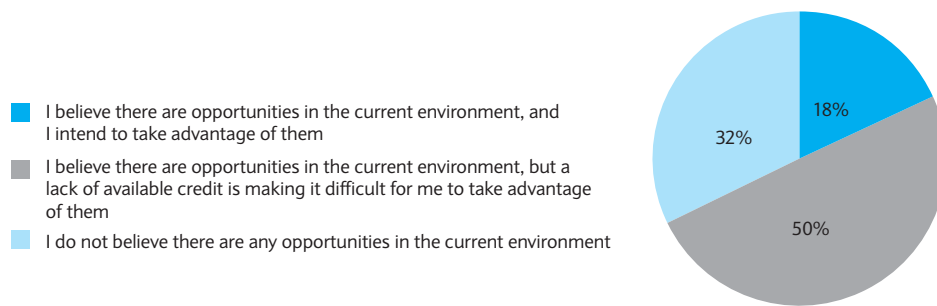 I believe there are opportunities in the current environment, and
I intend to take advantage of them
I believe there are opportunities in the current environment, but a
lack of available credit is making it difficult for me to take advantage
of them
I do not believe there are any opportunities in the current environment
18%
32%
50%